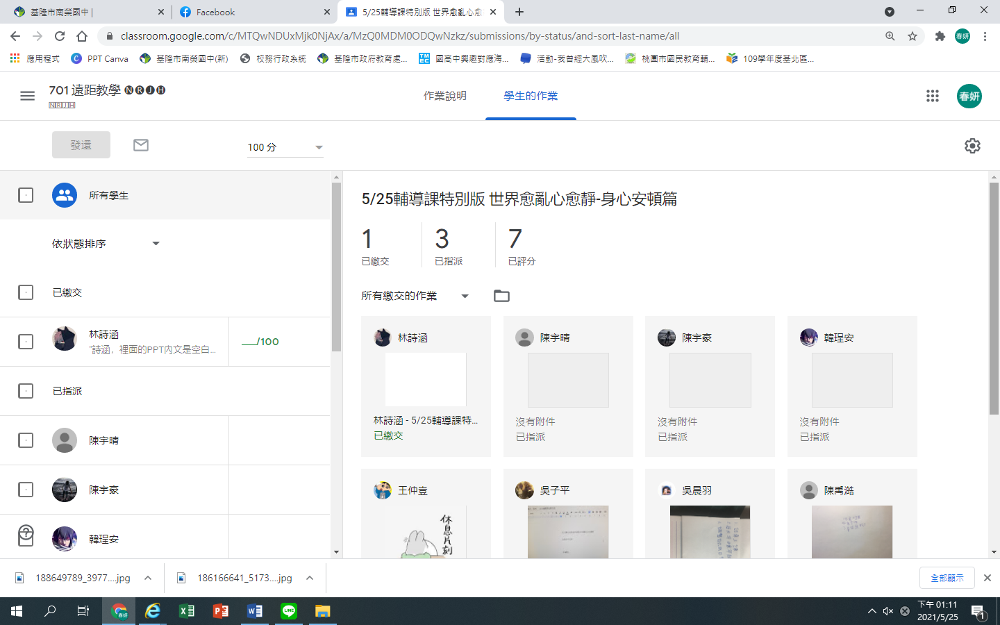 基隆市南榮國中 |
Facebook
5/25輔導課特別版 世界愈亂心愈
classroom.google.com/c/MTQwNDUxMjk0NjAx/a/MzQ0MDM0ODQwNzkz/submissions/by-status/and-sort-last-name/all
春妍
應用程式
PPT Canva
基隆市南榮國中(新)
校務行政系統
基隆市政府教育處...
國高中興趣對應海...
活動-我曾經大風吹...
桃園市國民教育輔...
109學年度基北區...
701 遠距教學 🅝🅡🅙🅗
🄽🅁🄹🄷
作業說明
學生的作業
春妍
發還
100 分
所有學生
依狀態排序
已繳交
林詩涵
"詩涵，裡面的PPT內文是空白...
___/100
已指派
陳宇晴
陳宇豪
韓珵安
5/25輔導課特別版 世界愈亂心愈靜-身心安頓篇
1
已繳交
3
已指派
7
已評分
所有繳交的作業
林詩涵
林詩涵 - 5/25輔導課特...
已繳交
陳宇晴
沒有附件
已指派
陳宇豪
沒有附件
已指派
韓珵安
沒有附件
已指派
王仲豈
休息片刻
吳子平
吳晨羽
陳禹澔
188649789_3977....jpg
186166641_5173....jpg
全部顯示
春妍
下午 01:11
2021/5/25
1